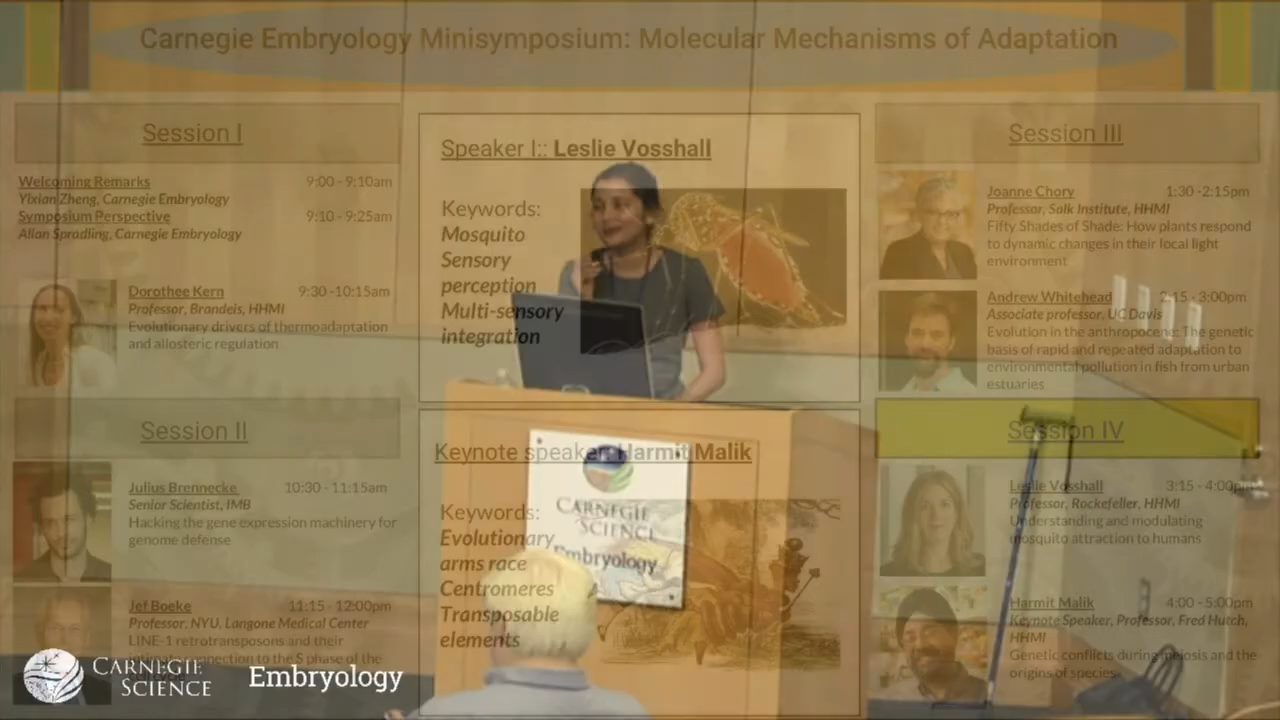 Carnegie Embryology Minisymposium: Molecular Mechanisms of Adaptation
Session I
Welcoming Remarks 9:00 - 9:10am
Yixian Zheng, Carnegie Embryology
Symposium Perspective 9:10 - 9:25am
Allan Spradling, Carnegie Embryology
Dorothee Kern 9:30 -10:15am
Professor, Brandeis, HHMI
Evolutionary drivers of thermoadaptation
and allosteric regulation
Session II
Julius Brennecke 10:30 - 11:15am
Senior Scientist, IMB
Hacking the gene expression machinery for
genome defense
Jef Boeke 11:15 - 12:00pm
Professor, NYU, Langone Medical Center
LINE-1 retrotransposons and their
intimate connection to the S phase of the
Speaker I:: Leslie Vosshall
Keywords:
Mosquito
Sensory
perception
Multi-sensory
integration
Keynote speaker: Harmit Malik
Keywords:
Evolutionary
arms race
Centromeres
Transposable
elements
CARNEGIE
SCIENCE
Embryology
Session III
Joanne Chory 1:30 -2:15pm
Professor, Salk Institute, HHMI
Fifty Shades of Shade: How plants respond
to dynamic changes in their local light
environment
Andrew Whitehead 2:15 - 3:00pm
Associate professor, UC Davis
Evolution in the anthropocene: The genetic
basis of rapid and repeated adaptation to
environmental pollution in fish from urban
estuaries
Session IV
Leslie Vosshall 3:15 - 4:00pm
Professor, Rockefeller, HHMI
Understanding and modulating
mosquito attraction to humans
Harmit Malik 4:00 - 5:00pm
Keynote Speaker, Professor, Fred Hutch,
HHMI
Genetic conflicts during meiosis and the
origins of species
CARNEGIE
SCIENCE
Embryology